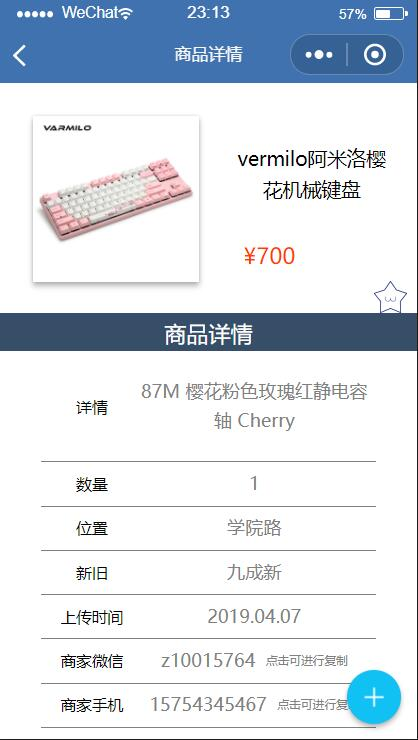 WeChat 23:13 57%
商品详情
VARMILO
vermilo阿米洛樱
花机械键盘
¥700
商品详情
详情 87M 樱花粉色玫瑰红静电容
轴 Cherry
数量 1
位置 学院路
新旧 九成新
上传时间 2019.04.07
商家微信 z10015764 点击可进行复制
商家手机 15754345467 点击可进行复